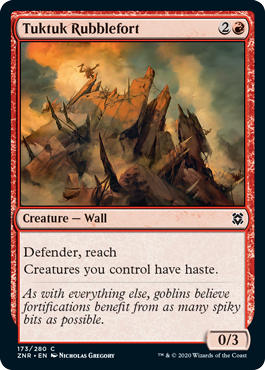 Tuktuk Rubblefort 2
Creature — Wall
Defender, reach
Creatures you control have haste.
As with everything else, goblins believe
fortifications benefit from as many spiky
bits as possible.
0/3
173/280 C
ZNR • EN Nicholas Gregory
™ & © 2020 Wizards of the Coast